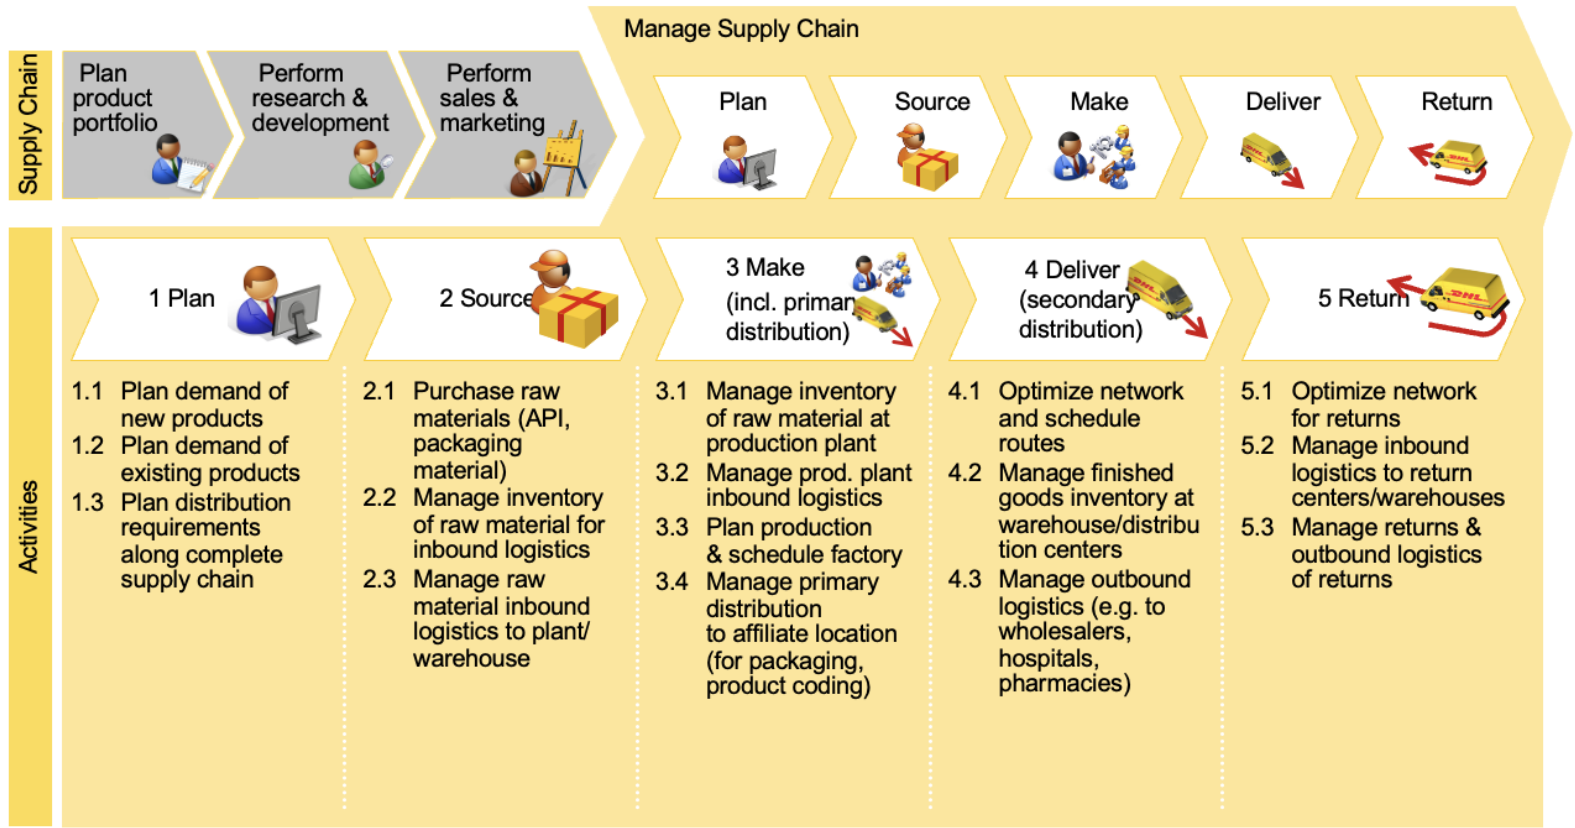 Manage Supply Chain
Supply Chain
Plan
product
portfolio
Perform
research &
development
Perform
sales &
marketing
Plan
Source
Make
Deliver
Return
DHL
DHL
Activities
1 Plan
2 Source
3 Make
(incl. primary
distribution)
4 Deliver
(secondary
distribution)
5 Return
DHL
DHL
1.1 Plan demand of
new products
1.2 Plan demand of
existing products
1.3 Plan distribution
requirements
along complete
supply chain
2.1 Purchase raw
materials (API,
packaging
material)
2.2 Manage inventory
of raw material for
inbound logistics
2.3 Manage raw
material inbound
logistics to plant/
warehouse
3.1 Manage inventory
of raw material at
production plant
3.2 Manage prod. plant
inbound logistics
3.3 Plan production
& schedule factory
3.4 Manage primary
distribution
to affiliate location
(for packaging,
product coding)
4.1 Optimize network
and schedule
routes
4.2 Manage finished
goods inventory at
warehouse/distribu
tion centers
4.3 Manage outbound
logistics (e.g. to
wholesalers,
hospitals,
pharmacies)
5.1 Optimize network
for returns
5.2 Manage inbound
logistics to return
centers/warehouses
5.3 Manage returns &
outbound logistics
of returns